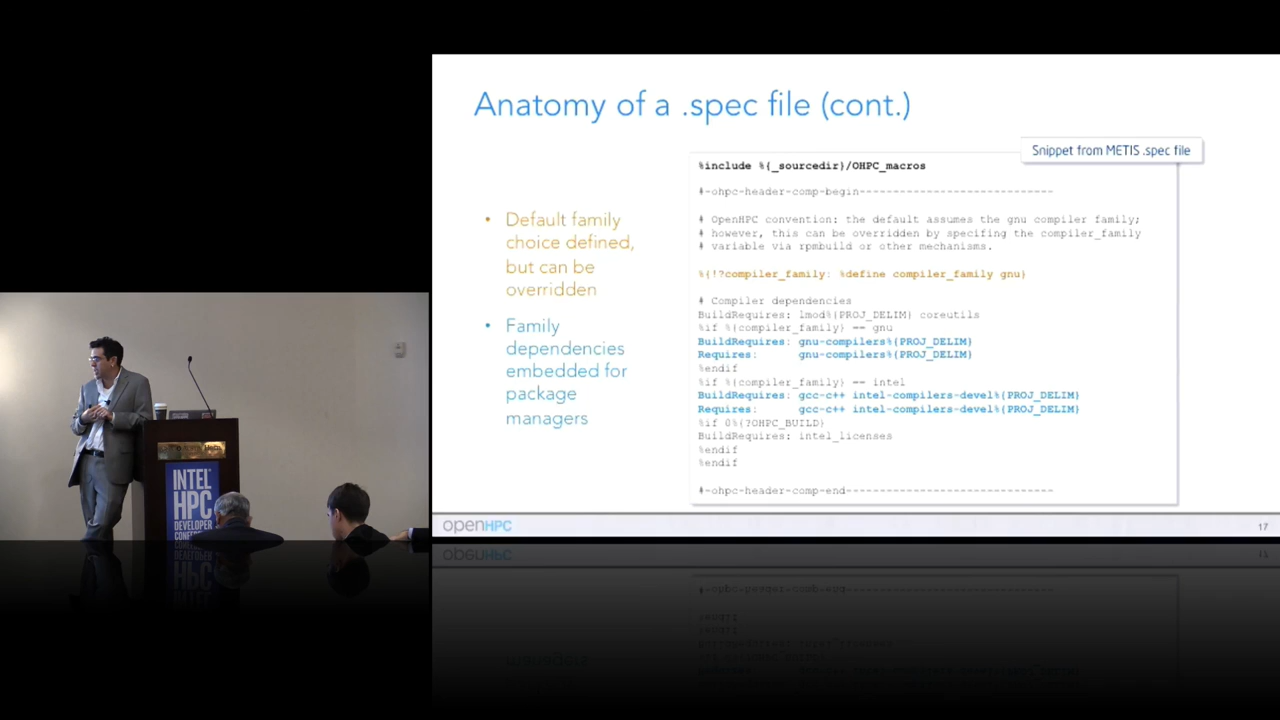 Anatomy of a .spec file (cont.)
Snippet from METIS .spec file
• Default family
choice defined,
but can be
overridden
• Family
dependencies
embedded for
package
managers
%include %{_sourcedir}/OHPC_macros
#-ohpc-header-comp-begin-----------------------------
# OpenHPC convention: the default assumes the gnu compiler family;
# however, this can be overridden by specifing the compiler_family
# variable via rpmbuild or other mechanisms.
%{!?compiler_family: %define compiler_family gnu}
# Compiler dependencies
BuildRequires: lmod%{PROJ_DELIM} coreutils
%if %{compiler_family} == gnu
BuildRequires: gnu-compilers%{PROJ_DELIM}
Requires: gnu-compilers%{PROJ_DELIM}
%endif
%if %{compiler_family} == intel
BuildRequires: gcc-c++ intel-compilers-devel%{PROJ_DELIM}
Requires: gcc-c++ intel-compilers-devel%{PROJ_DELIM}
%if 0%{?OHPC_BUILD}
BuildRequires: intel_licenses
%endif
%endif
#-ohpc-header-comp-end-------------------------------
openHPC
17
INTEL
HPC
DEVELOPER